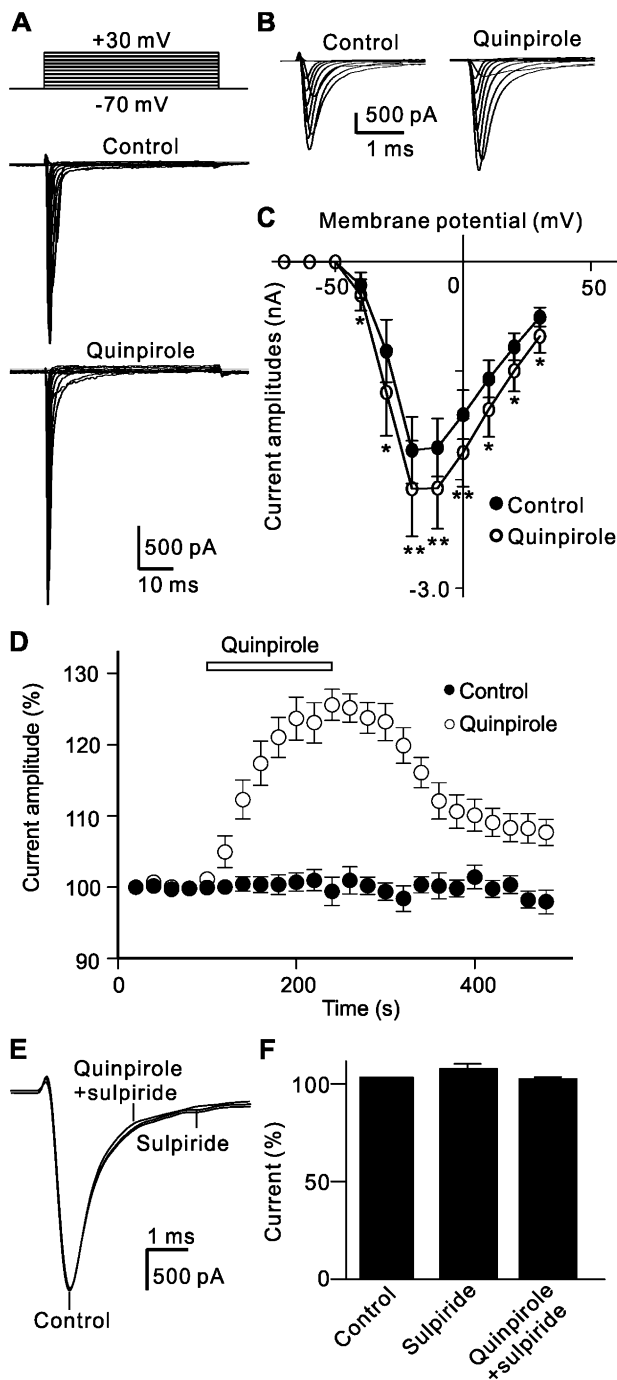 A
+30 mV
-70 mV
Control
Quinpirole
500 pA
10 ms
B
Control
Quinpirole
500 pA
1 ms
C
Membrane potential (mV)
-50
0
50
Current amplitudes (nA)
*
*
**
**
**
*
*
*
Control
Quinpirole
-3.0
D
Quinpirole
130
120
110
100
90
Current amplitude (%)
Control
Quinpirole
0
200
400
Time (s)
E
Quinpirole
+sulpiride
Sulpiride
1 ms
500 pA
Control
F
100
50
0
Current (%)
Control
Sulpiride
Quinpirole
+sulpiride